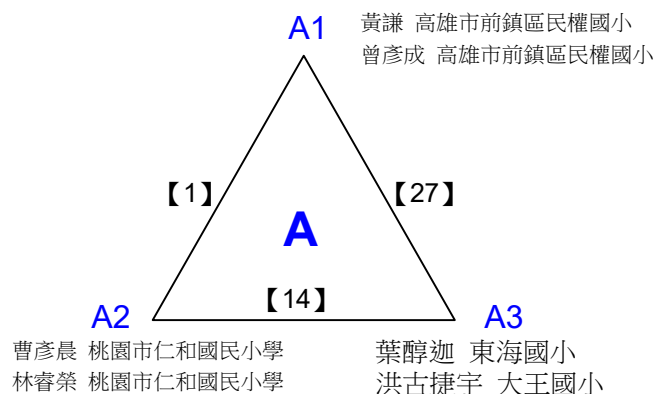 A1
黃謙 高雄市前鎮區民權國小
曾彥成 高雄市前鎮區民權國小
【1】
【27】
A
【14】
A2
曹彥晨 桃園市仁和國民小學
林睿榮 桃園市仁和國民小學
A3
葉醇迦 東海國小
洪古捷宇 大王國小